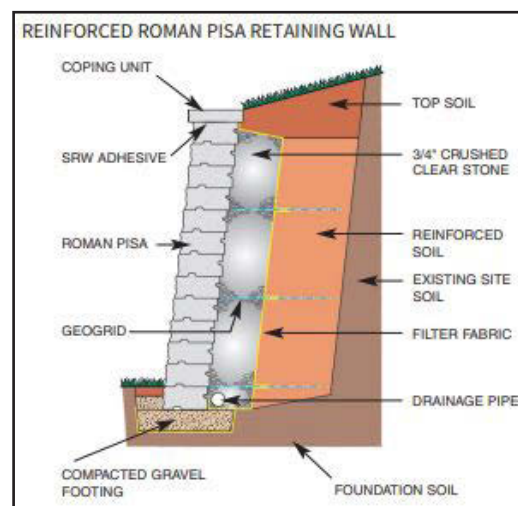 REINFORCED ROMAN PISA RETAINING WALL
COPING UNIT
SRW ADHESIVE
ROMAN PISA
GEOGRID
COMPACTED GRAVEL
FOOTING
TOP SOIL
3/4" CRUSHED
CLEAR STONE
REINFORCED
SOIL
EXISTING SITE
SOIL
FILTER FABRIC
DRAINAGE PIPE
FOUNDATION SOIL